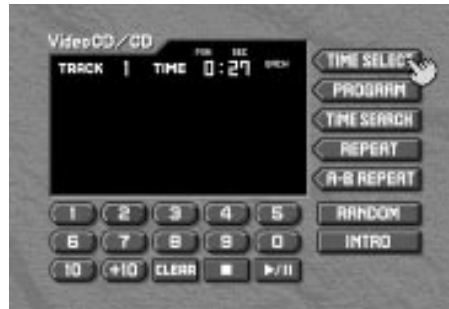 VideoCD/CD
MIN SEC
TRACK 1 TIME 0:27 EACH
TIME SELECT
PROGRAM
TIME SEARCH
REPEAT
A-B REPEAT
1 2 3 4 5 RANDOM
6 7 8 9 0 INTRO
10 +10 CLEAR ■ ▶/II